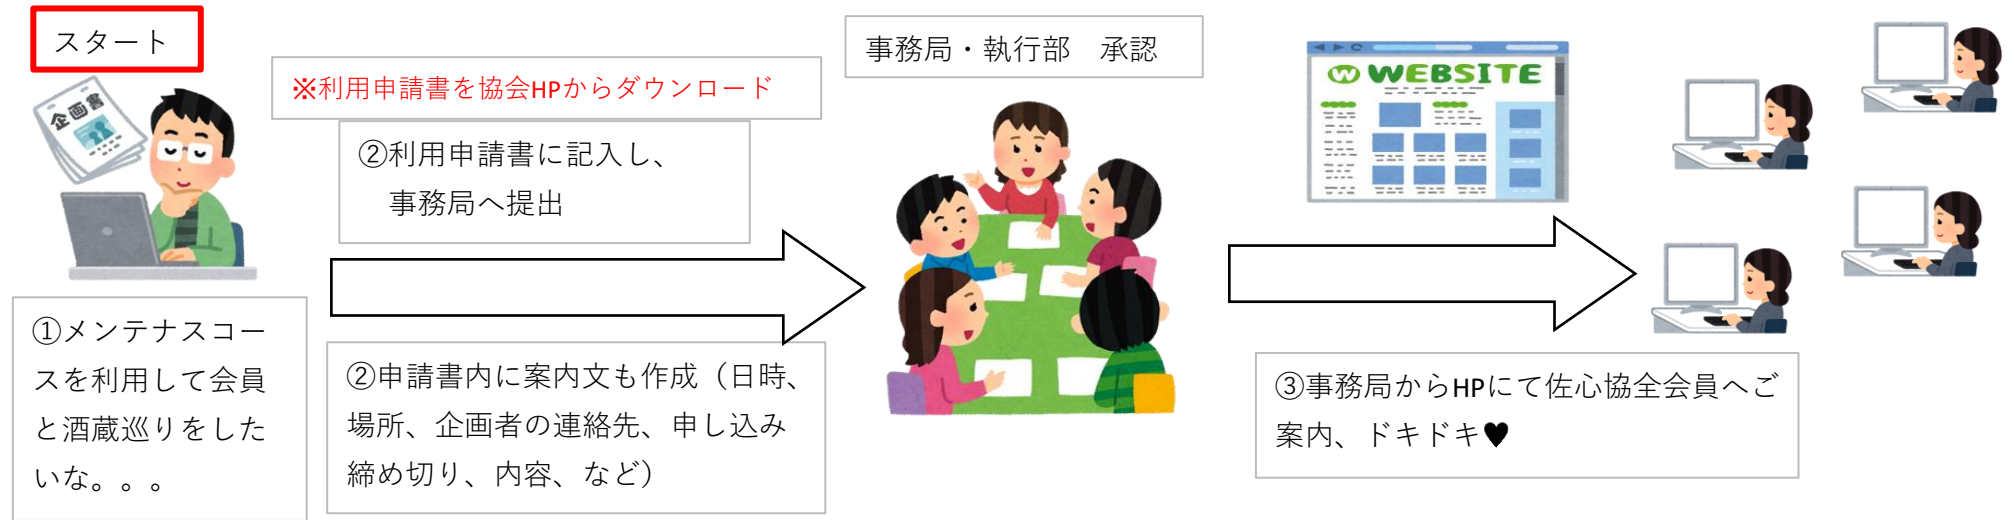 スタート
企画書
①メンテナスコー
スを利用して会員
と酒蔵巡りをした
いな。。。
※利用申請書を協会HPからダウンロード
②利用申請書に記入し、
事務局へ提出
②申請書内に案内文も作成（日時、
場所、企画者の連絡先、申し込み
締め切り、内容、など）
事務局・執行部　承認
W WEBSITE
③事務局からHPにて佐心協全会員へご
案内、ドキドキ♥